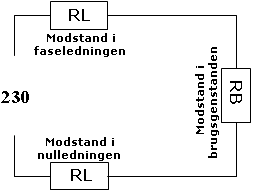 RL
Modstand i
faseledningen
230
Modstand i
brugsgenstanden
RB
Modstand i
nulledningen
RL